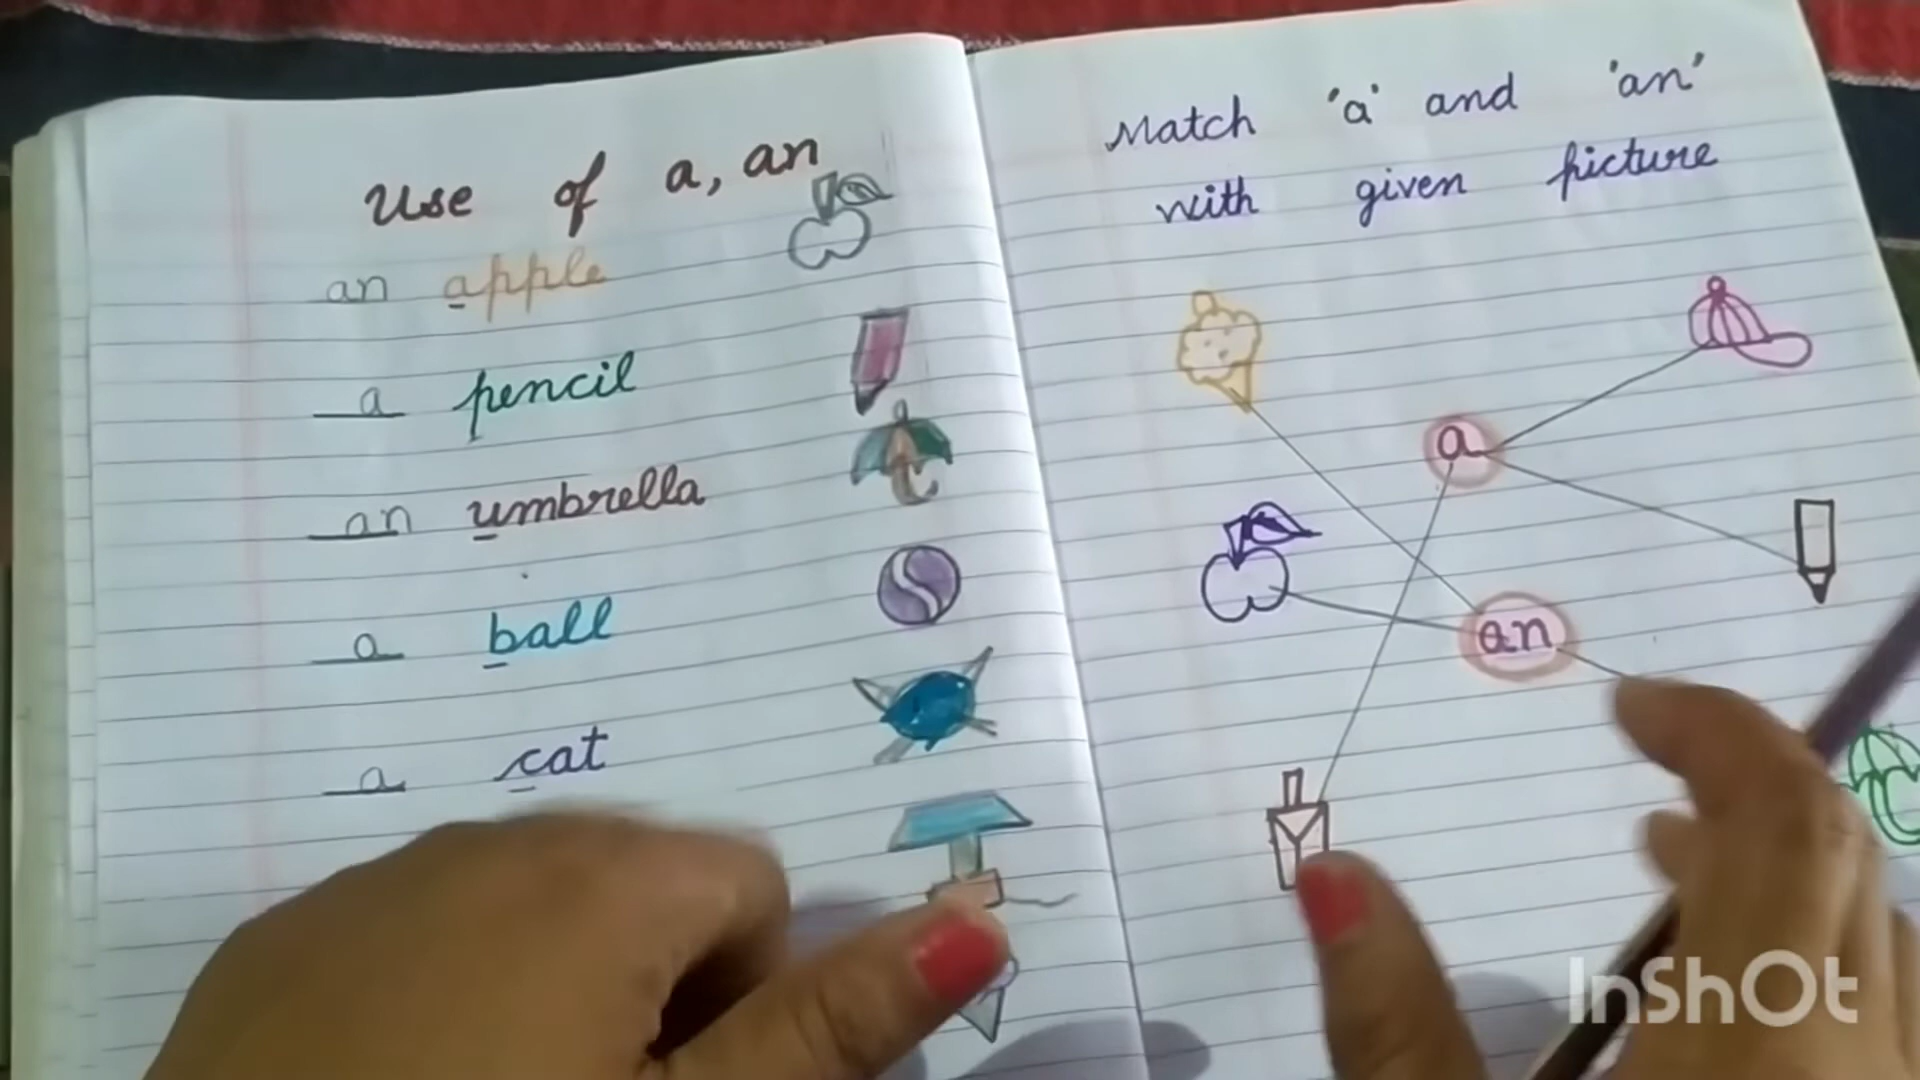 Use of a, an
an apple
a pencil
an umbrella
a ball
a cat
Match 'a' and 'an'
with given picture
a
an
InShOt